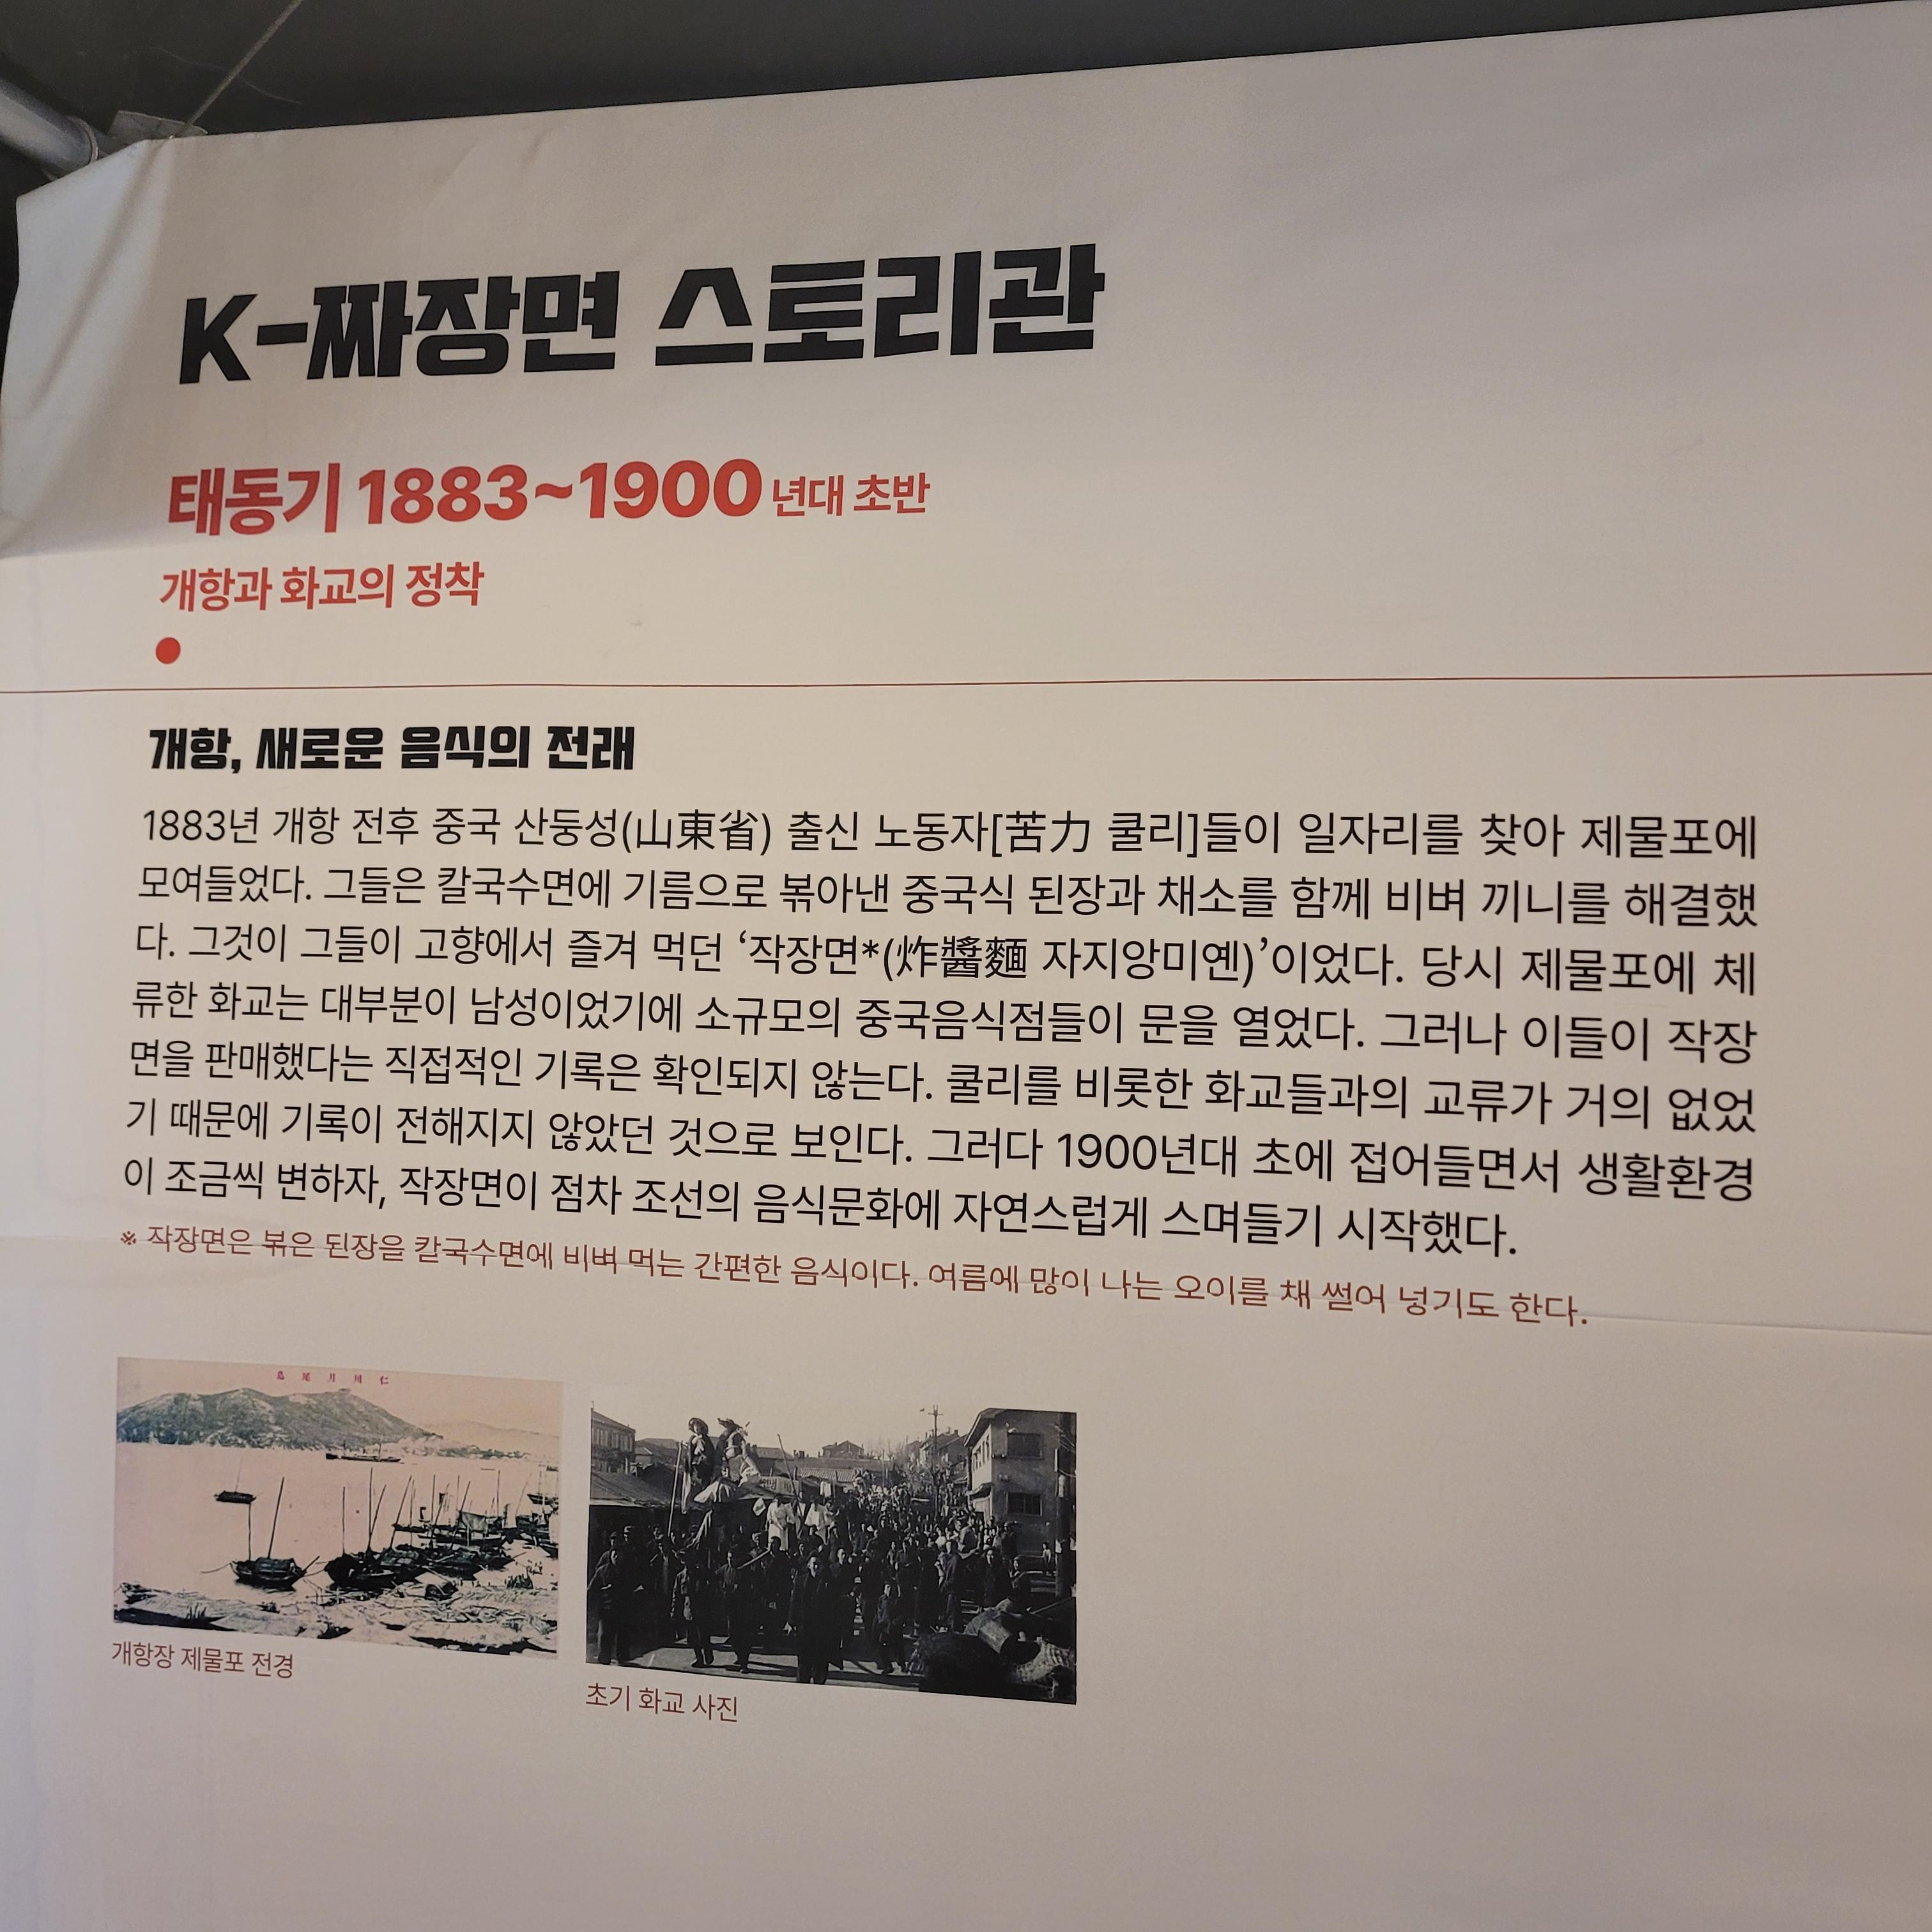 K-짜장면 스토리관
태동기 1883~1900년대 초반
개항과 화교의 정착
개항, 새로운 음식의 전래
1883년 개항 전후 중국 산둥성(山東省) 출신 노동자[苦力 쿨리]들이 일자리를 찾아 제물포에
모여들었다. 그들은 칼국수면에 기름으로 볶아낸 중국식 된장과 채소를 함께 비벼 끼니를 해결했
다. 그것이 그들이 고향에서 즐겨 먹던 ‘작장면*(炸醬麵 자지앙미옌)’이었다. 당시 제물포에 체
류한 화교는 대부분이 남성이었기에 소규모의 중국음식점들이 문을 열었다. 그러나 이들이 작장
면을 판매했다는 직접적인 기록은 확인되지 않는다. 쿨리를 비롯한 화교들과의 교류가 거의 없었
기 때문에 기록이 전해지지 않았던 것으로 보인다. 그러다 1900년대 초에 접어들면서 생활환경
이 조금씩 변하자, 작장면이 점차 조선의 음식문화에 자연스럽게 스며들기 시작했다.
※ 작장면은 볶은 된장을 칼국수면에 비벼 먹는 간편한 음식이다. 여름에 많이 나는 오이를 채 썰어 넣기도 한다.
島尾月川仁
개항장 제물포 전경
초기 화교 사진